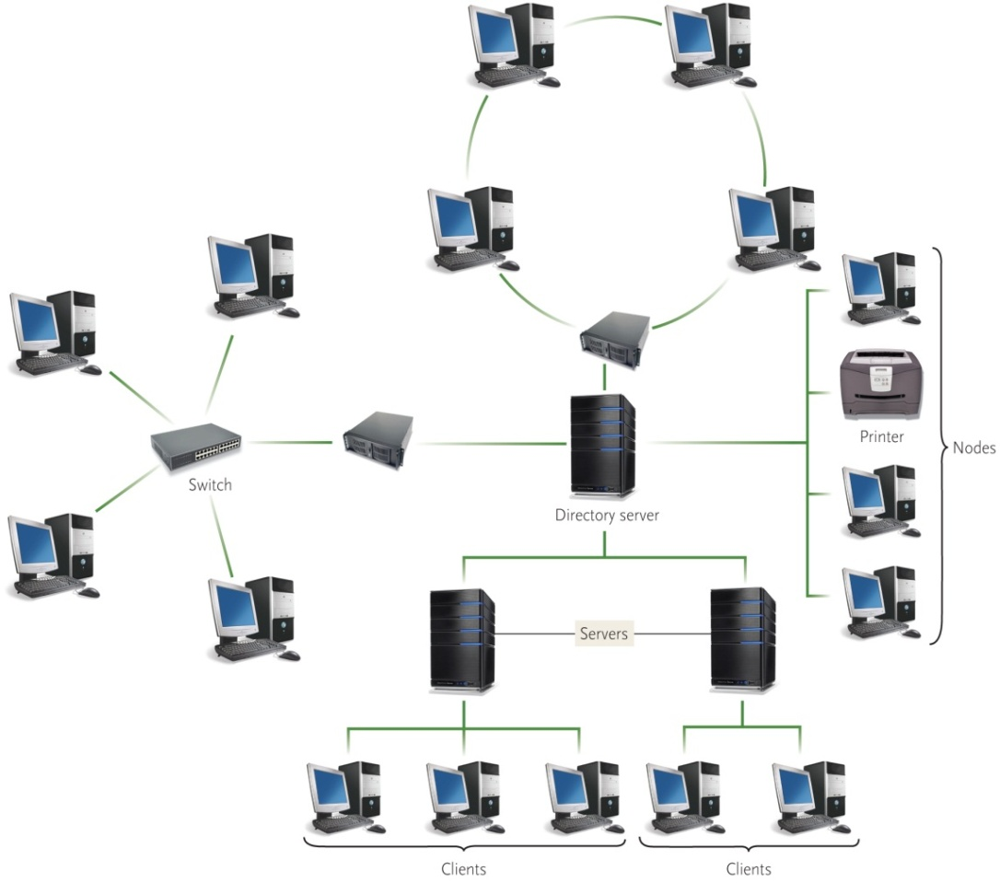 Printer
Nodes
Switch
Directory server
Servers
Clients
Clients